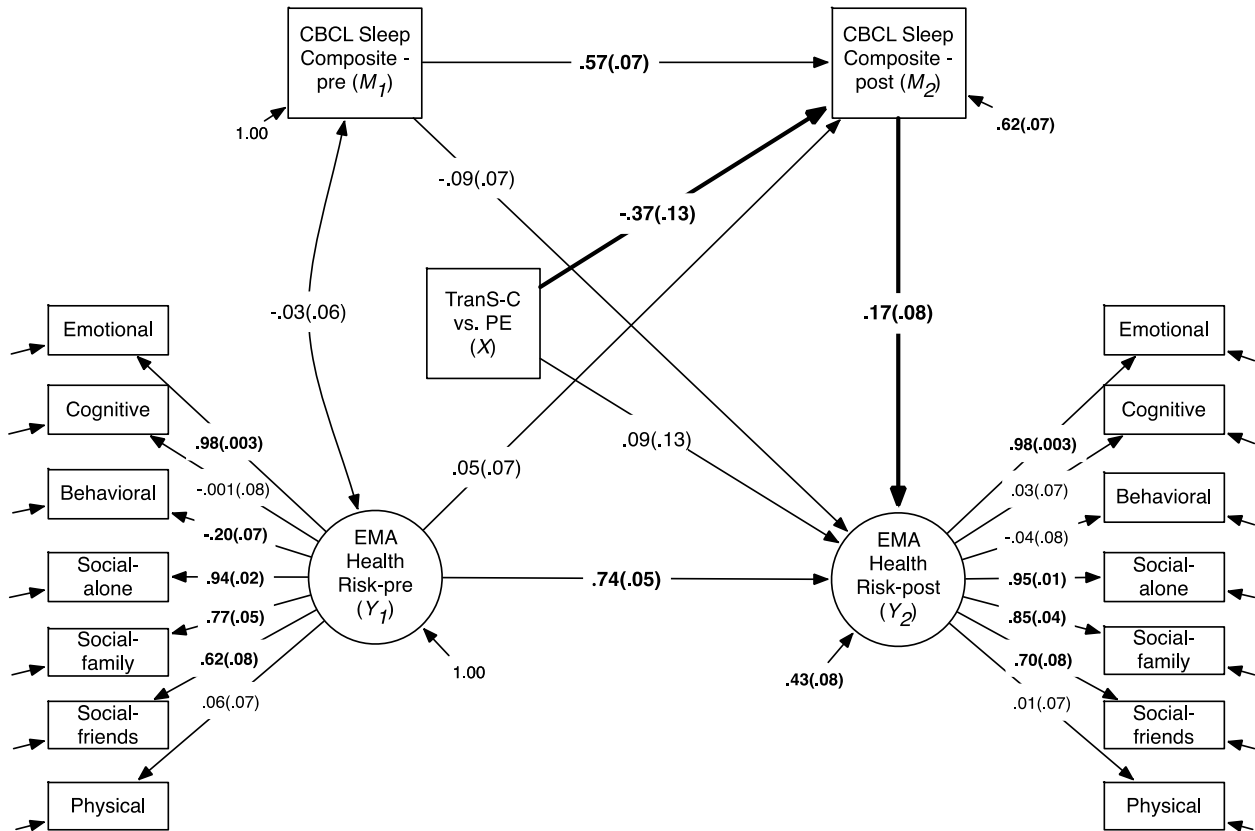 CBCL Sleep
Composite -
pre (M1)
CBCL Sleep
Composite -
post (M2)
.57(.07)
1.00
.62(.07)
-.09(.07)
-.37(.13)
TranS-C
vs. PE
(X)
-.03(.06)
.17(.08)
.09(.13)
.05(.07)
Emotional
Cognitive
Behavioral
Social-
alone
Social-
family
Social-
friends
Physical
.98(.003)
-.001(.08)
-.20(.07)
.94(.02)
.77(.05)
.62(.08)
.06(.07)
EMA
Health
Risk-pre
(Y1)
1.00
.74(.05)
EMA
Health
Risk-post
(Y2)
.43(.08)
.98(.003)
.03(.07)
-.04(.08)
.95(.01)
.85(.04)
.70(.08)
.01(.07)
Emotional
Cognitive
Behavioral
Social-
alone
Social-
family
Social-
friends
Physical